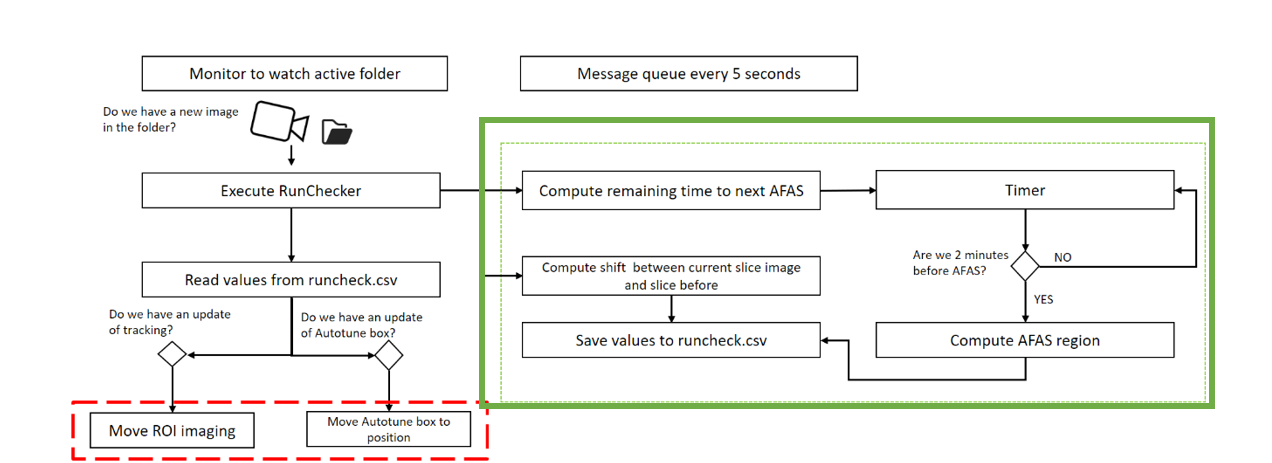 Monitor to watch active folder
Message queue every 5 seconds
Do we have a new image
in the folder?
Execute RunChecker
Compute remaining time to next AFAS
Timer
Are we 2 minutes
before AFAS?
NO
YES
Read values from runcheck.csv
Compute shift between current slice image
and slice before
Do we have an update
of tracking?
Do we have an update
of Autotune box?
Save values to runcheck.csv
Compute AFAS region
Move ROI imaging
Move Autotune box to
position